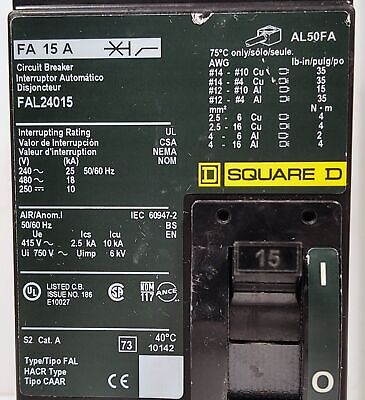 FA 15 A
Circuit Breaker
Interruptor Automático
Disjoncteur
FAL24015
AL50FA
75°C only/sólo/seule.
AWG lb-in/pulg/po
#14 - #10 Cu 35
#14 - #4 Cu 35
#12 - #10 Al 15
#12 - #4 Al 35
mm² N - m
2.5 - 6 Cu 4
2.5 - 16 Cu 4
4 - 6 Al 2
4 - 16 Al 4
Interrupting Rating UL
Valor de Interrupción CSA
Valeur d'interruption NEMA
(V) (kA) NOM
240 ~ 25 50/60 Hz
480 ~ 18
250 ⎓ 10
SQUARE D
AIR/Anom.I IEC 60947-2
50/60 Hz BS
Ue Ics Icu EN
415 V ~ 2.5 kA 10 kA
Ui 750 V ~ Uimp 6 kV
UL LISTED C.B.
ISSUE NO. 186
E10027
NOM
117
ANCE
S2 Cat. A 73 40°C
10142
Type/Tipo FAL
HACR Type
Tipo CAAR
CE
15
I
O